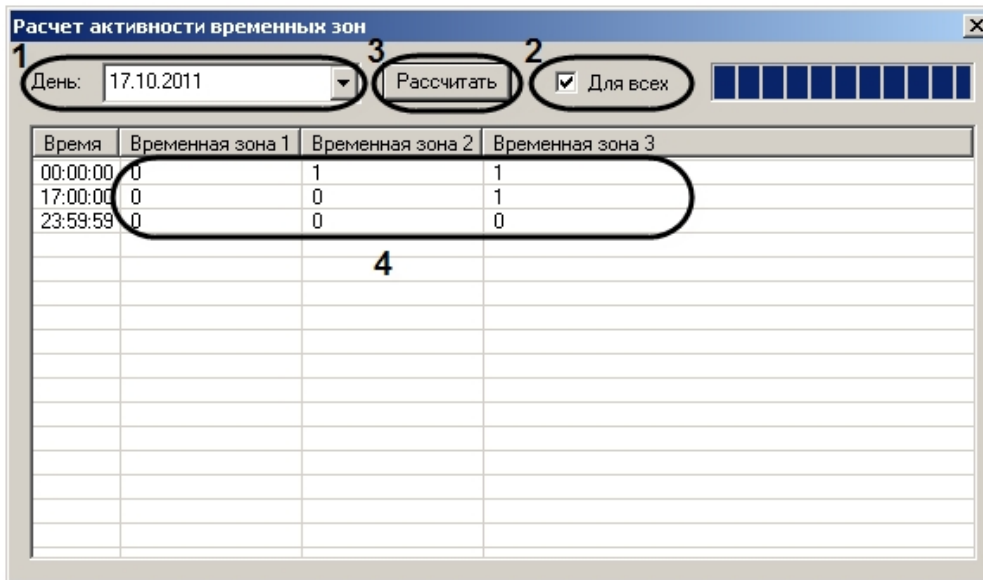 Расчет активности временных зон
1 3 2
День: 17.10.2011 Рассчитать Для всех
Время Временная зона 1 Временная зона 2 Временная зона 3
00:00:00 0 1 1
17:00:00 0 0 1
23:59:59 0 0 0
4